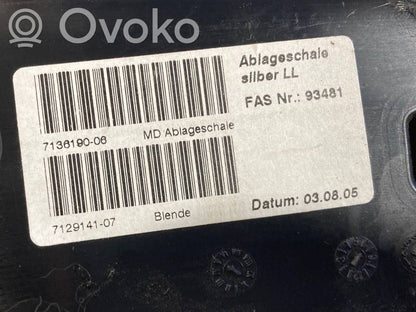 Ovoko
Ablageschale
silber LL
FAS Nr.: 93481
7136190-06 MD Ablageschale
7129141-07 Blende
Datum: 03.08.05